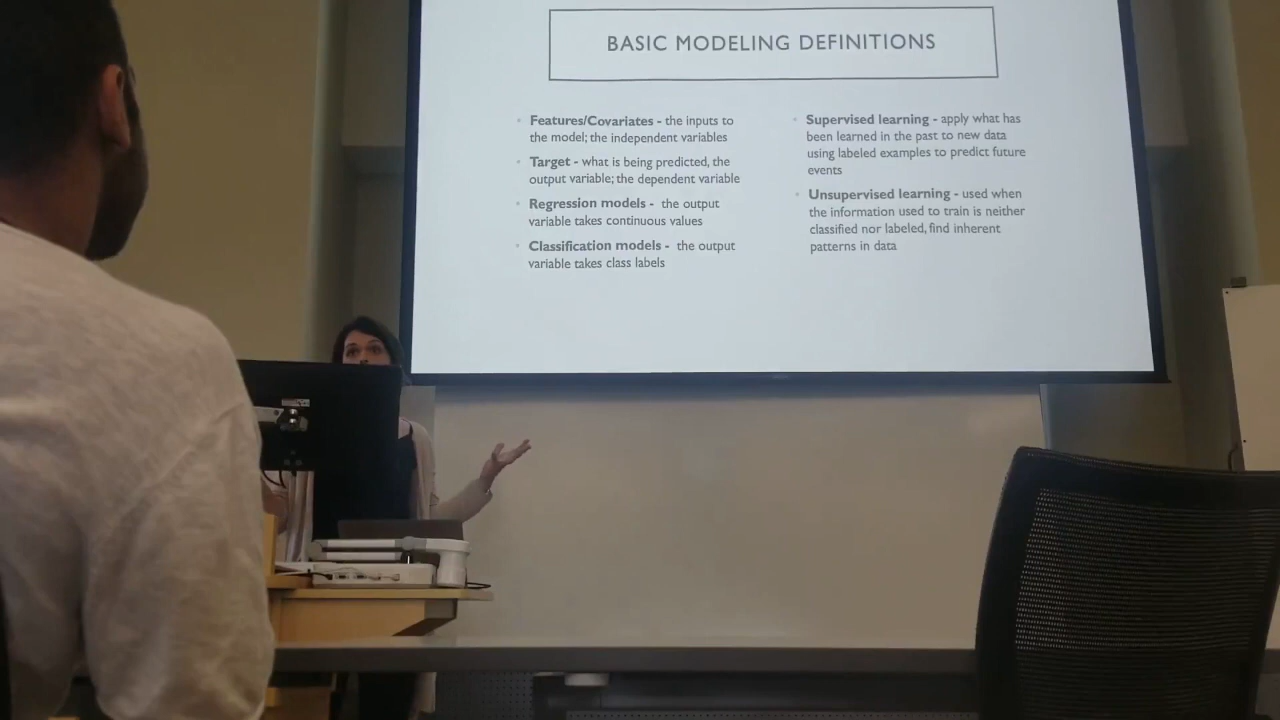 BASIC MODELING DEFINITIONS
• Features/Covariates - the inputs to
the model; the independent variables
• Target - what is being predicted, the
output variable; the dependent variable
• Regression models - the output
variable takes continuous values
• Classification models - the output
variable takes class labels
• Supervised learning - apply what has
been learned in the past to new data
using labeled examples to predict future
events
• Unsupervised learning - used when
the information used to train is neither
classified nor labeled, find inherent
patterns in data